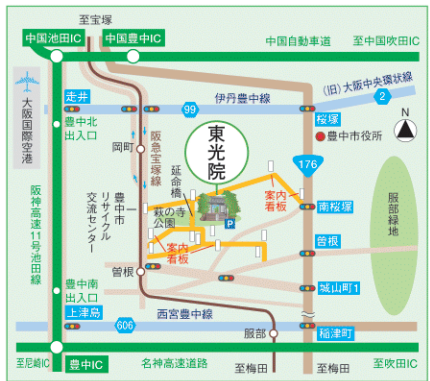 至宝塚
中国池田IC
中国豊中IC
中国自動車道
至中国吹田IC
大阪国際空港
走井
99
伊丹豊中線
(旧)大阪中央環状線
2
豊中北
出入口
岡町
阪急宝塚線
東光院
桜塚
豊中市役所
N
176
延命橋
案内
看板
豊中市
リサイクル
交流センター
萩の寺
公園
P
南桜塚
服部緑地
阪神高速11号池田線
案内
看板
曽根
曽根
豊中南
出入口
城山町1
上津島
606
西宮豊中線
服部
稲津町
至尼崎IC
豊中IC
名神高速道路
至梅田
至梅田
至吹田IC